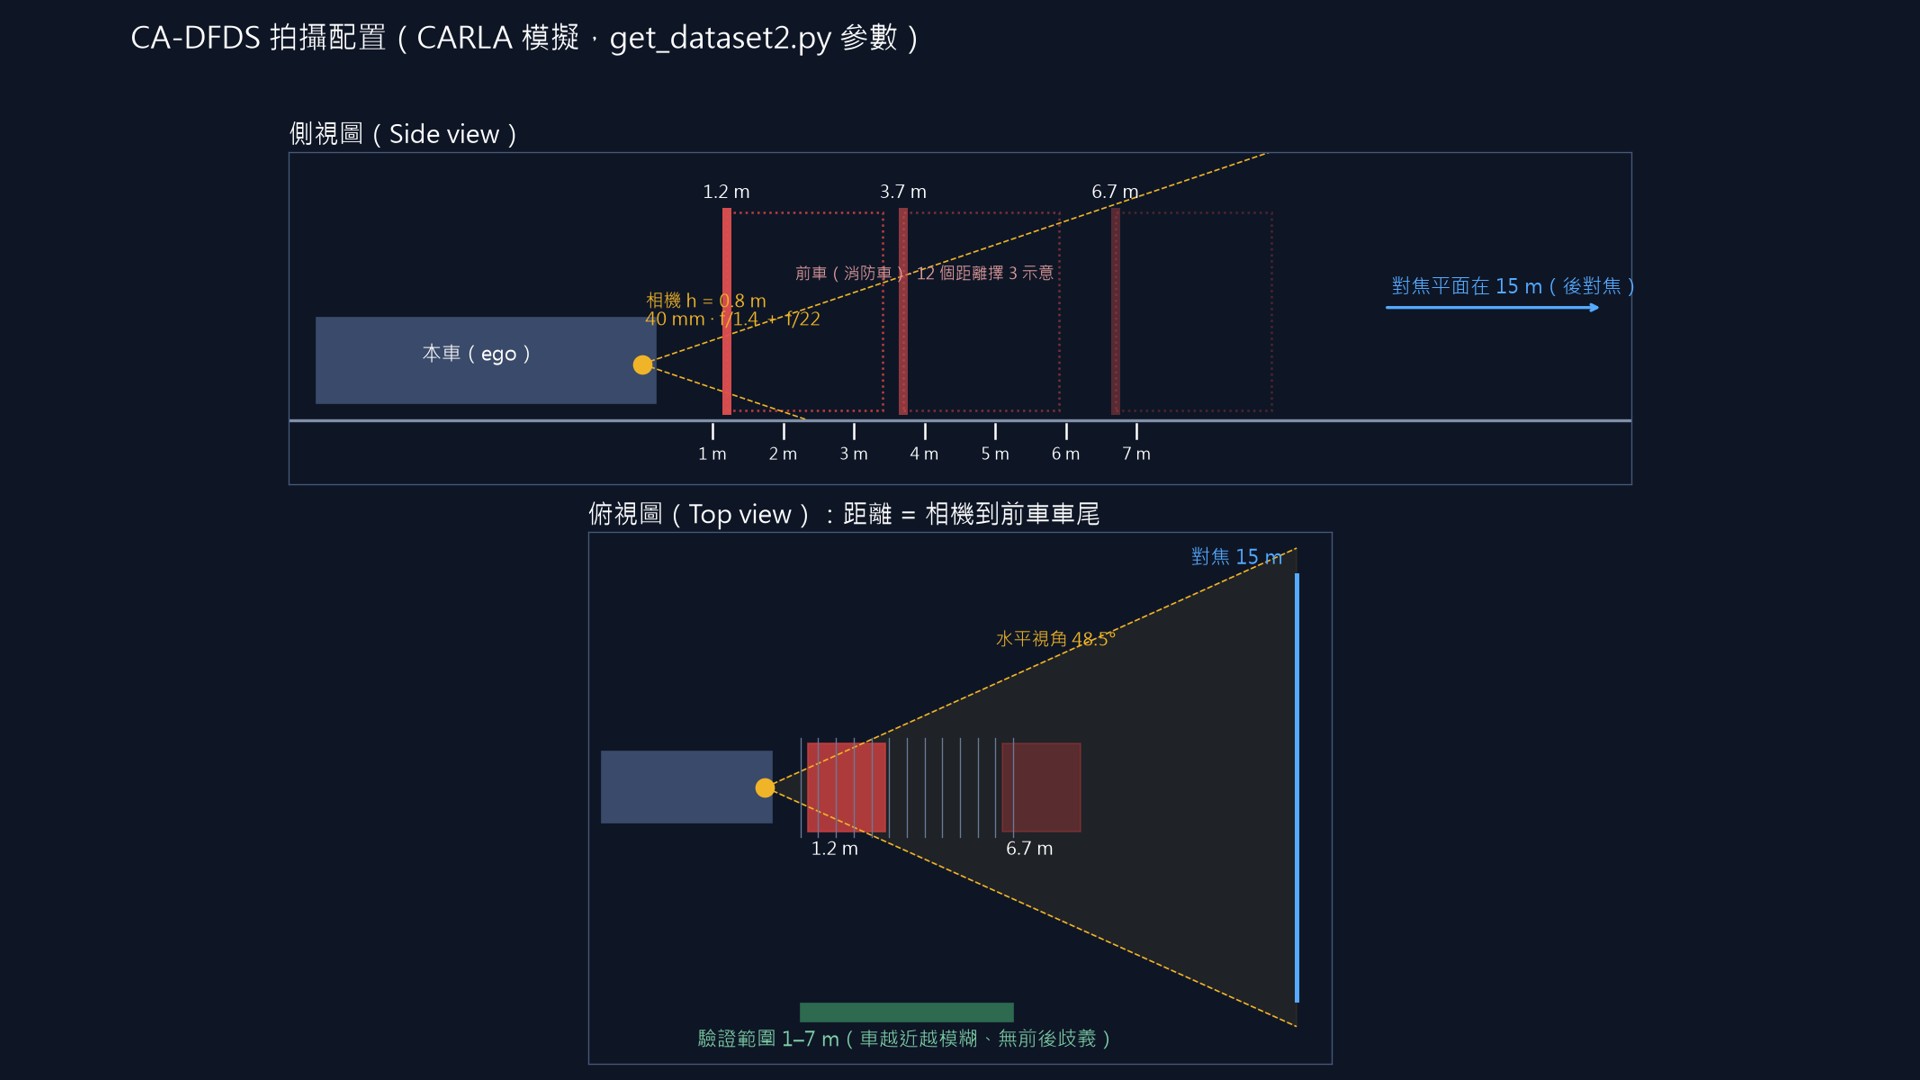 CA-DFDS 拍攝配置（CARLA 模擬 · get_dataset2.py 參數）
側視圖（Side view）
1.2 m
3.7 m
6.7 m
前車（消防車） 12 個距離擇 3 示意
相機 h = 0.8 m
40 mm · f/1.4 + f/22
對焦平面在 15 m（後對焦）
本車（ego）
1 m
2 m
3 m
4 m
5 m
6 m
7 m
俯視圖（Top view）：距離 = 相機到前車車尾
對焦 15 m
水平視角 48.5°
1.2 m
6.7 m
驗證範圍 1–7 m（車越近越模糊、無前後歧義）